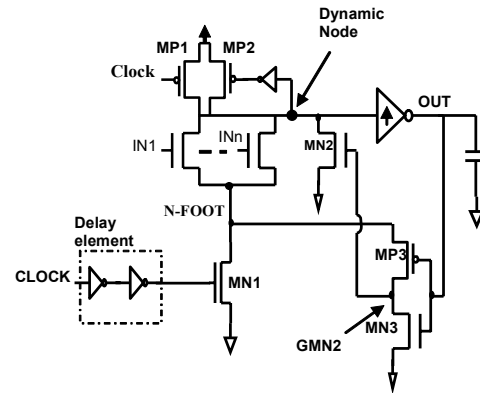 Dynamic
Node
MP1 MP2
Clock
OUT
IN1 INn
MN2
N-FOOT
Delay
element
MP3
CLOCK
MN1
MN3
GMN2